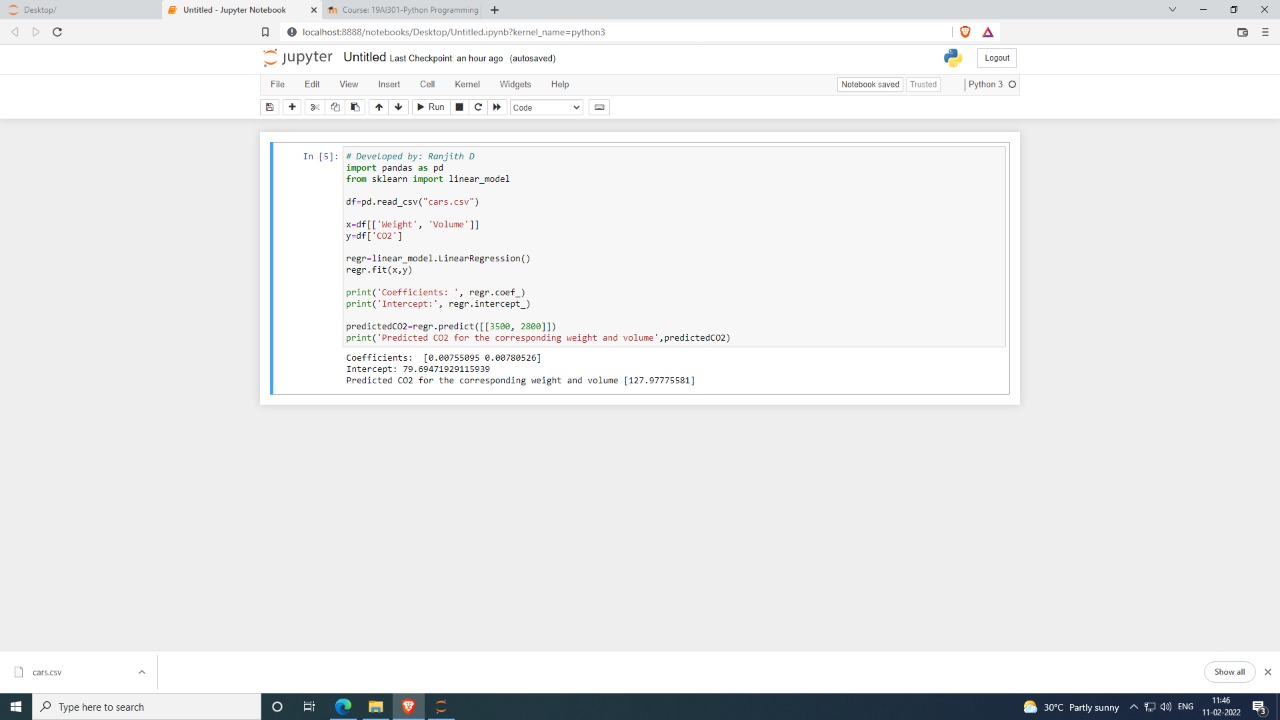 Desktop/
Untitled - Jupyter Notebook
Course: 19AI301-Python Programming
localhost:8888/notebooks/Desktop/Untitled.ipynb?kernel_name=python3
jupyter Untitled Last Checkpoint: an hour ago (autosaved)
Logout
File Edit View Insert Cell Kernel Widgets Help
Notebook saved Trusted Python 3
Run Code
In [5]: # Developed by: Ranjith D
import pandas as pd
from sklearn import linear_model
df=pd.read_csv("cars.csv")
x=df[['Weight', 'Volume']]
y=df['CO2']
regr=linear_model.LinearRegression()
regr.fit(x,y)
print('Coefficients: ', regr.coef_)
print('Intercept:', regr.intercept_)
predictedCO2=regr.predict([[3500, 2800]])
print('Predicted CO2 for the corresponding weight and volume',predictedCO2)
Coefficients:  [0.00755095 0.00780526]
Intercept: 79.69471929115939
Predicted CO2 for the corresponding weight and volume [127.97775581]
cars.csv
Show all
Type here to search
30°C Partly sunny
ENG
11:46
11-02-2022
3